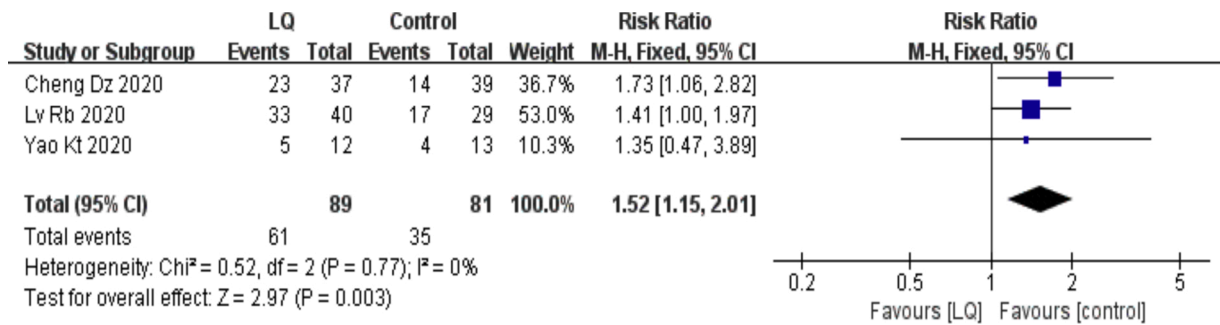 LQ Control Risk Ratio Risk Ratio
Study or Subgroup Events Total Events Total Weight M-H, Fixed, 95% CI M-H, Fixed, 95% CI
Cheng Dz 2020 23 37 14 39 36.7% 1.73 [1.06, 2.82]
Lv Rb 2020 33 40 17 29 53.0% 1.41 [1.00, 1.97]
Yao Kt 2020 5 12 4 13 10.3% 1.35 [0.47, 3.89]
Total (95% CI) 89 81 100.0% 1.52 [1.15, 2.01]
Total events 61 35
Heterogeneity: Chi² = 0.52, df = 2 (P = 0.77); I² = 0%
Test for overall effect: Z = 2.97 (P = 0.003)
0.2 0.5 1 2 5
Favours [LQ] Favours [control]